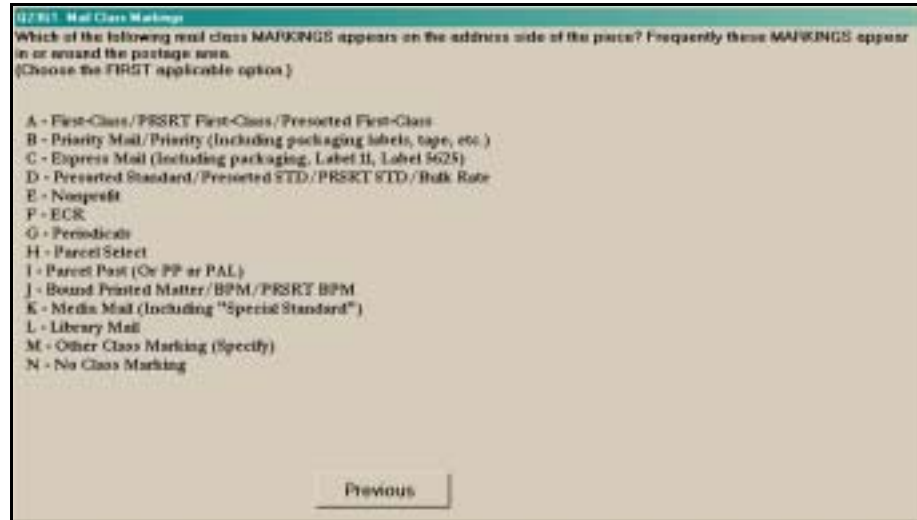 Mail Class Markings
Which of the following mail class MARKINGS appears on the address side of the piece? Frequently these MARKINGS appear
in or around the postage area.
(Choose the FIRST applicable option.)
A - First-Class/PRSRT First-Class/Presorted First-Class
B - Priority Mail/Priority (Including packaging labels, tape, etc.)
C - Express Mail (Including packaging, Label 11, Label 5625)
D - Presorted Standard/Presorted STD/PRSRT STD/Bulk Rate
E - Nonprofit
F - ECR
G - Periodicals
H - Parcel Select
I - Parcel Post (Or PP or PAL)
J - Bound Printed Matter/BPM/PRSRT BPM
K - Media Mail (Including "Special Standard")
L - Library Mail
M - Other Class Marking (Specify)
N - No Class Marking
Previous